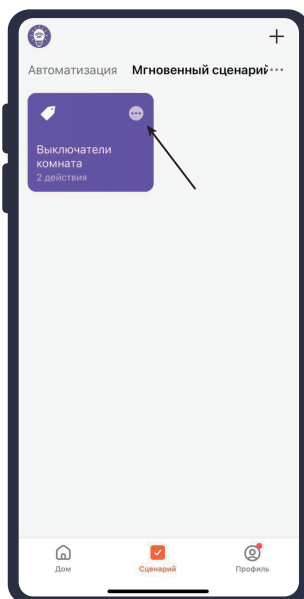 Автоматизация Мгновенный сценарий
Выключатели
комната
2 действия
Дом Сценарий Профиль